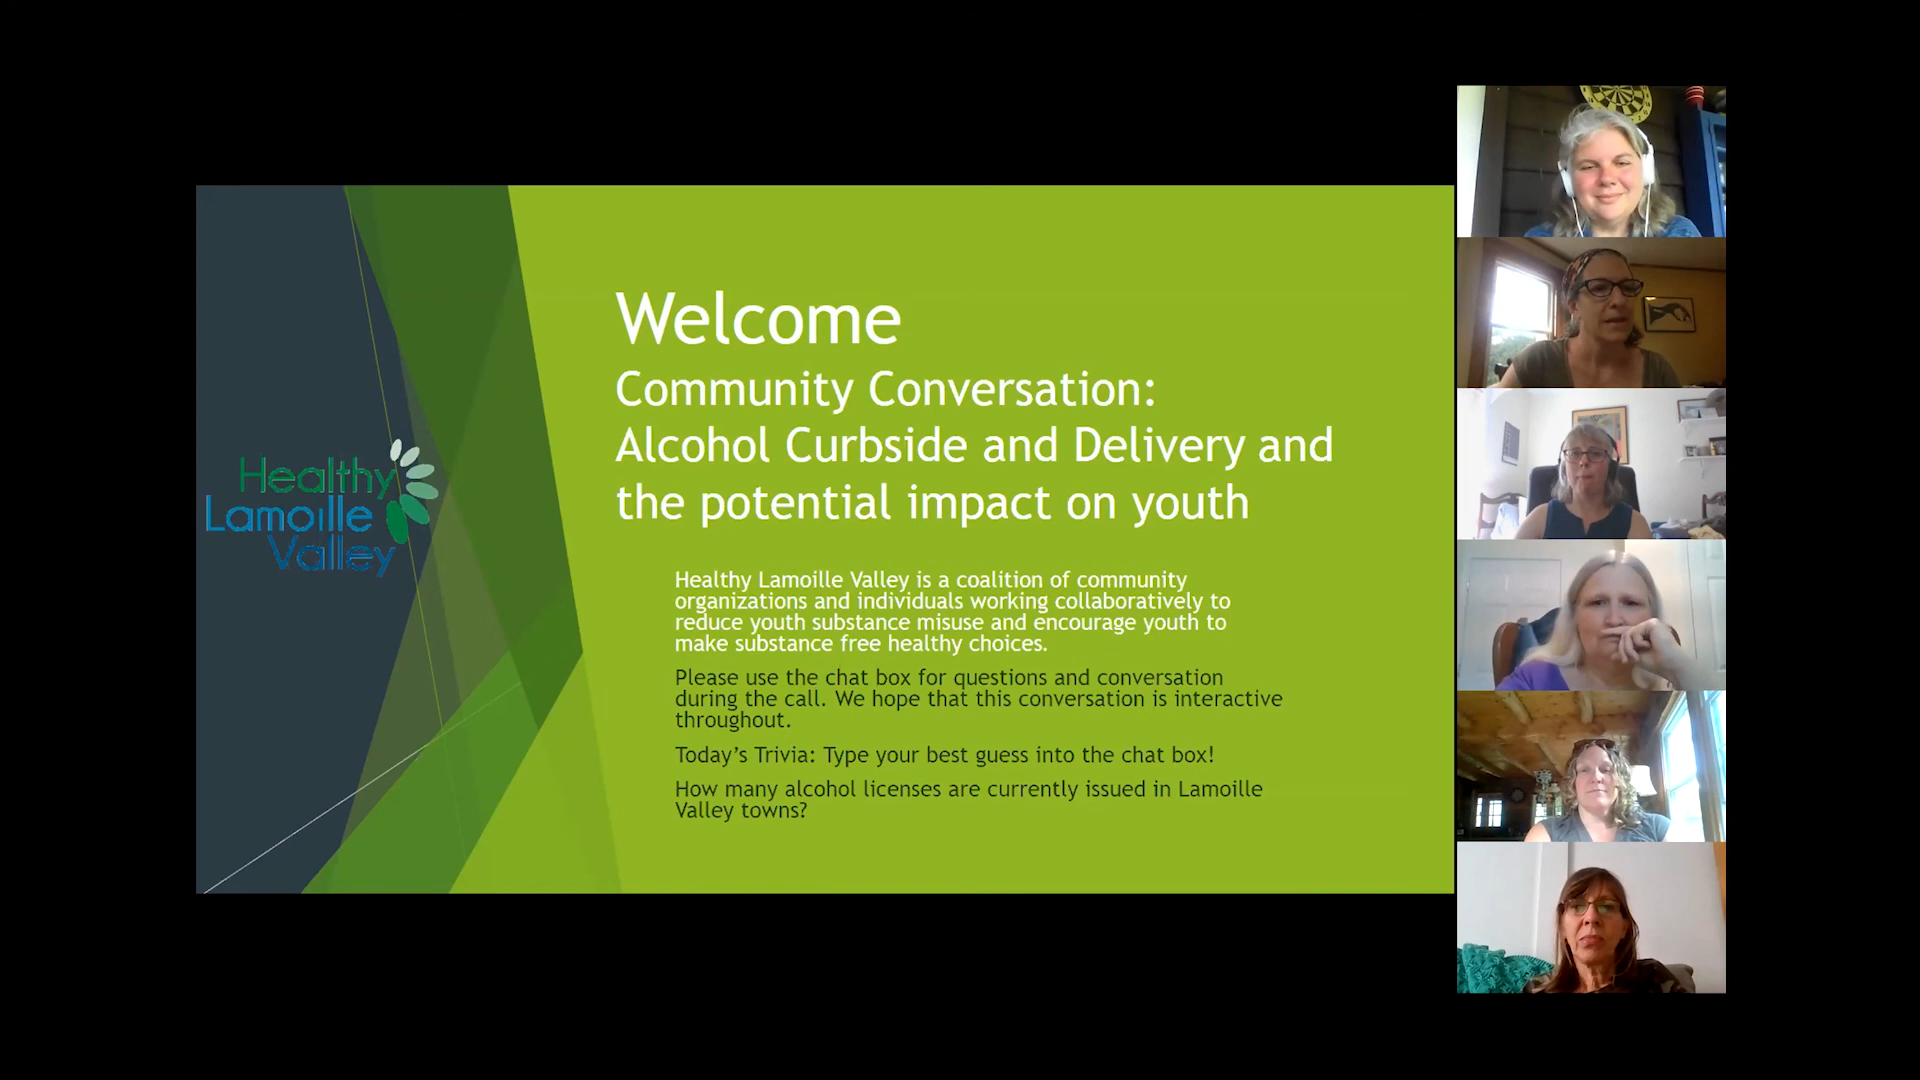 Healthy
Lamoille
Valley
Welcome
Community Conversation:
Alcohol Curbside and Delivery and
the potential impact on youth
Healthy Lamoille Valley is a coalition of community
organizations and individuals working collaboratively to
reduce youth substance misuse and encourage youth to
make substance free healthy choices.
Please use the chat box for questions and conversation
during the call. We hope that this conversation is interactive
throughout.
Today’s Trivia: Type your best guess into the chat box!
How many alcohol licenses are currently issued in Lamoille
Valley towns?